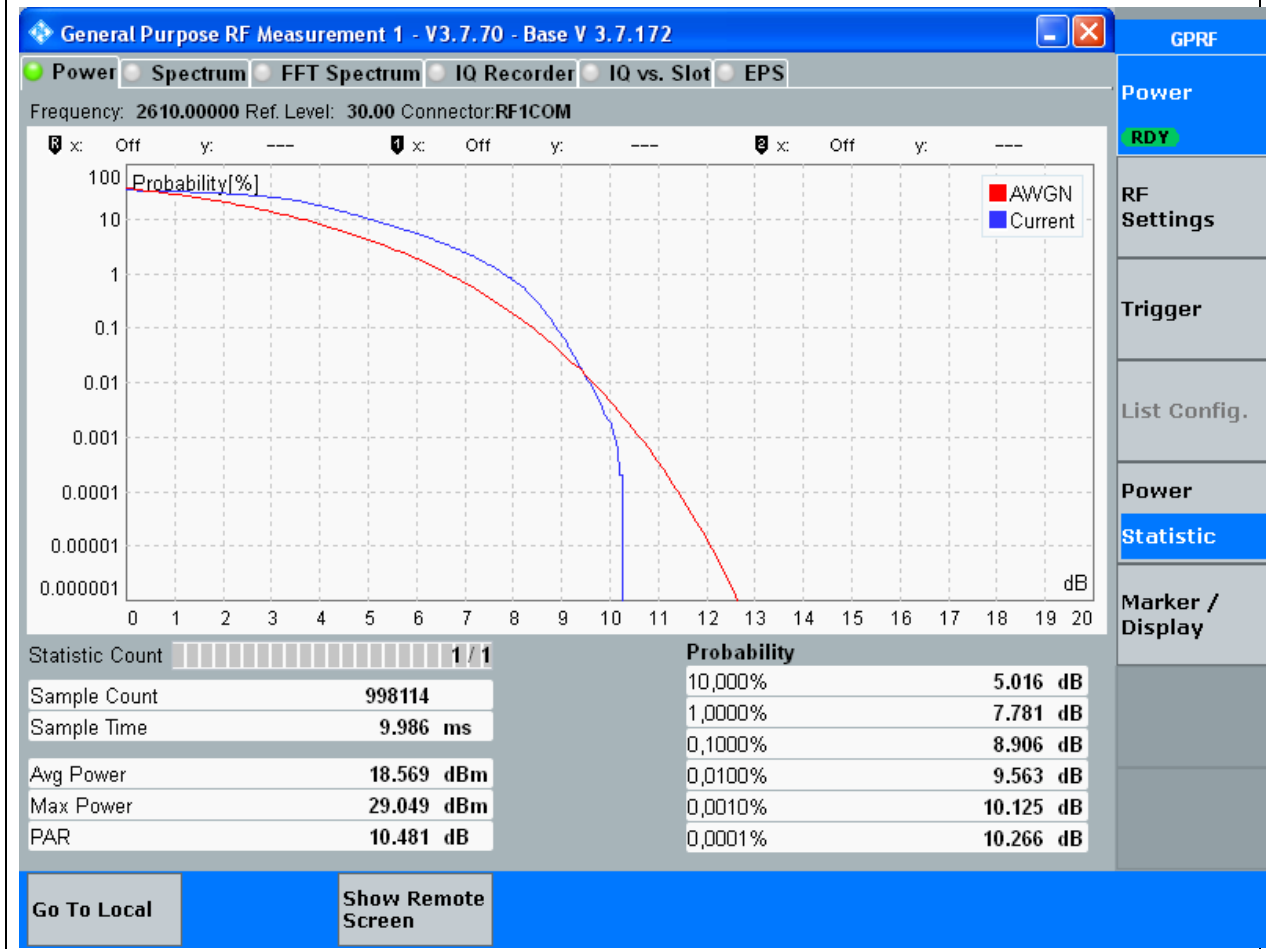 General Purpose RF Measurement 1 - V3.7.70 - Base V 3.7.172
GPRF
Power Spectrum FFT Spectrum IQ Recorder IQ vs. Slot EPS
Power
RDY
Frequency: 2610.00000 Ref. Level: 30.00 Connector:RF1COM
R x: Off y: --- 1 x: Off y: --- 2 x: Off y: ---
Probability[%]
AWGN
Current
100
10
1
0.1
0.01
0.001
0.0001
0.00001
0.000001
dB
0 1 2 3 4 5 6 7 8 9 10 11 12 13 14 15 16 17 18 19 20
RF Settings
Trigger
List Config.
Power
Statistic
Marker / Display
Statistic Count 1 / 1
Sample Count 998114
Sample Time 9.986 ms
Avg Power 18.569 dBm
Max Power 29.049 dBm
PAR 10.481 dB
Probability
10,000% 5.016 dB
1,0000% 7.781 dB
0,1000% 8.906 dB
0,0100% 9.563 dB
0,0010% 10.125 dB
0,0001% 10.266 dB
Go To Local
Show Remote Screen